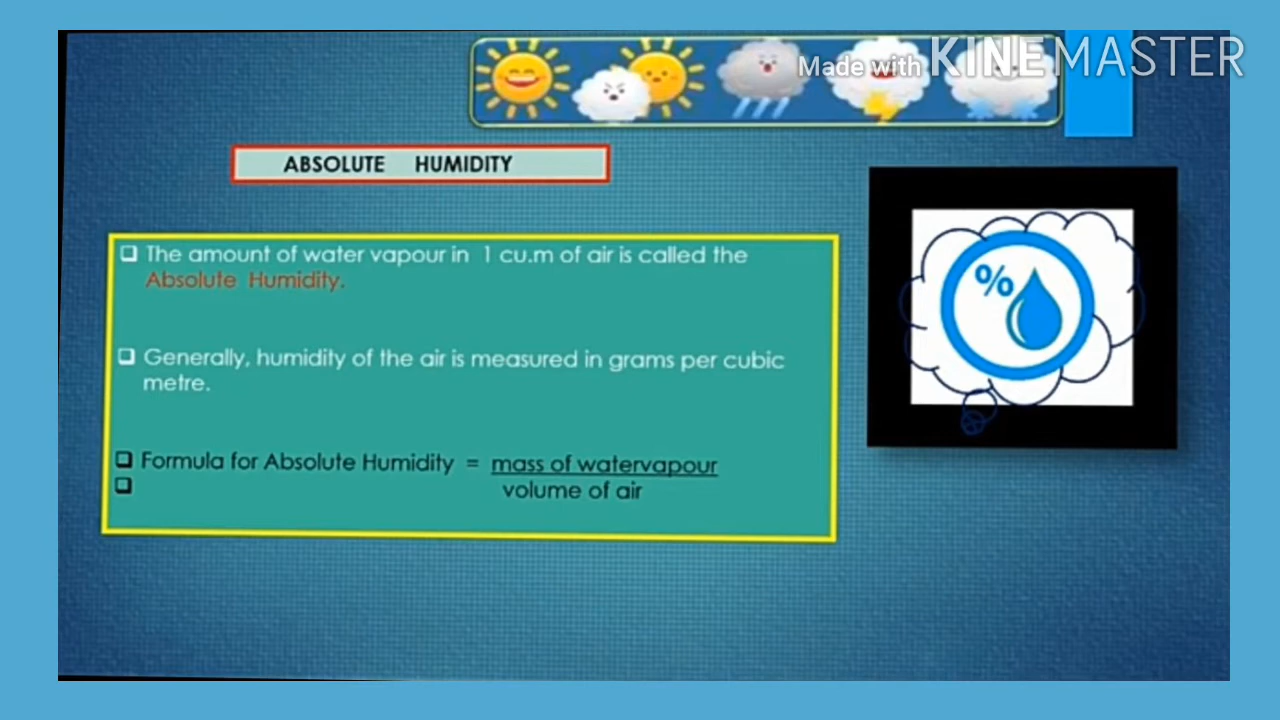 Made with KINEMASTER
ABSOLUTE HUMIDITY
The amount of water vapour in 1 cu.m of air is called the
Absolute Humidity.
%
Generally, humidity of the air is measured in grams per cubic
metre.
Formula for Absolute Humidity = mass of watervapour
volume of air